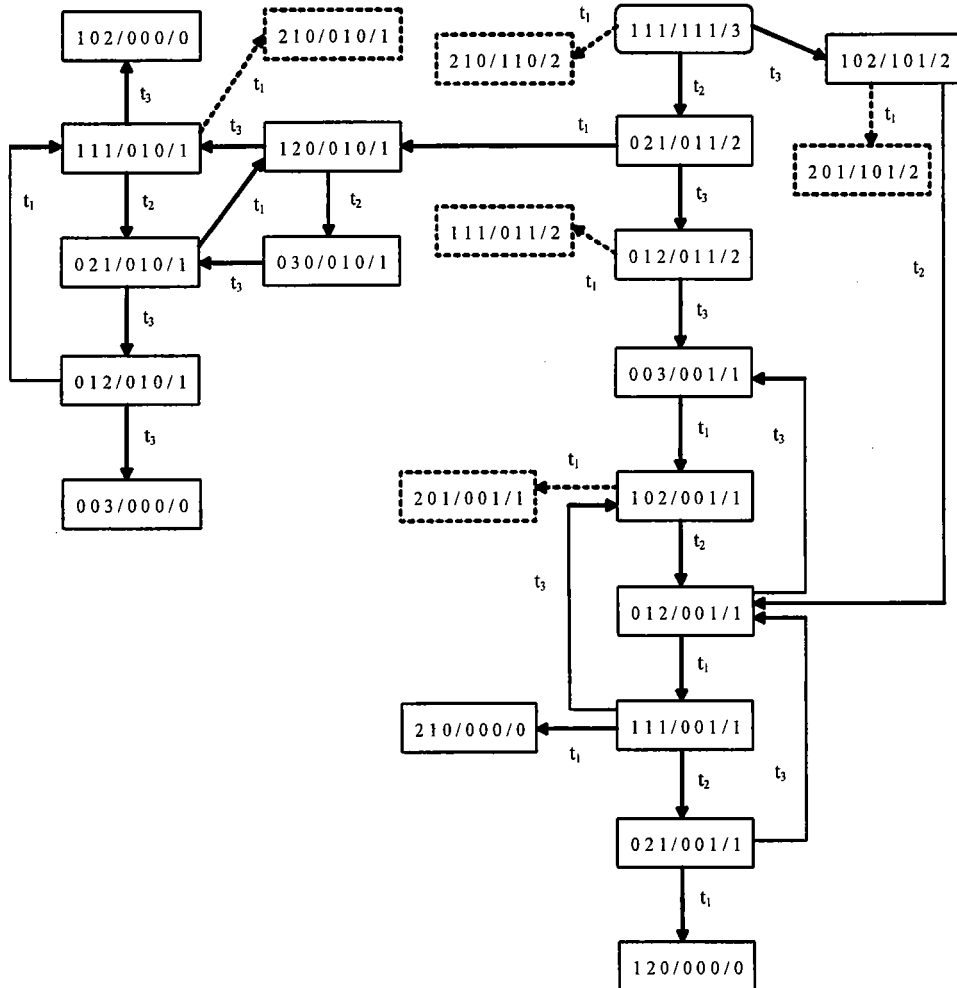 102/000/0
210/010/1
t₁
111/111/3
210/110/2
t₃
102/101/2
t₃
t₁
t₂
t₁
111/010/1
t₃
120/010/1
t₁
021/011/2
201/101/2
t₁
t₂
t₁
t₂
t₃
111/011/2
021/010/1
t₃
030/010/1
t₁
012/011/2
t₂
t₃
t₃
012/010/1
003/001/1
t₃
t₁
t₃
003/000/0
t₁
201/001/1
102/001/1
t₂
t₃
012/001/1
t₁
210/000/0
t₁
111/001/1
t₂
t₃
021/001/1
t₁
120/000/0